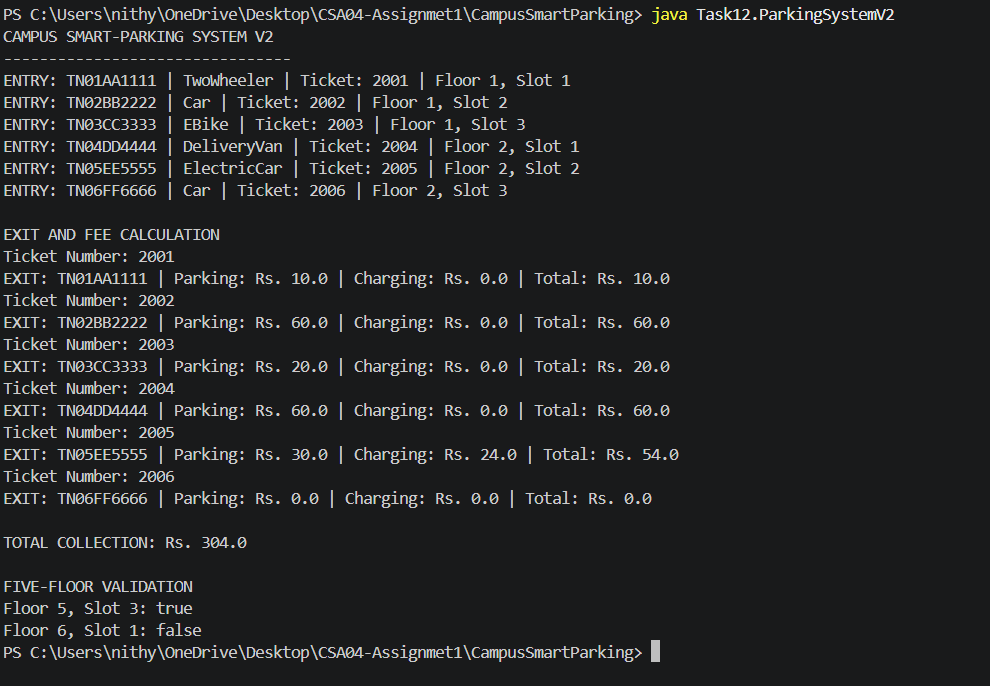 PS C:\Users\nithy\OneDrive\Desktop\CSA04-Assignmet1\CampusSmartParking> java Task12.ParkingSystemV2
CAMPUS SMART-PARKING SYSTEM V2
--------------------------------
ENTRY: TN01AA1111 | TwoWheeler | Ticket: 2001 | Floor 1, Slot 1
ENTRY: TN02BB2222 | Car | Ticket: 2002 | Floor 1, Slot 2
ENTRY: TN03CC3333 | EBike | Ticket: 2003 | Floor 1, Slot 3
ENTRY: TN04DD4444 | DeliveryVan | Ticket: 2004 | Floor 2, Slot 1
ENTRY: TN05EE5555 | ElectricCar | Ticket: 2005 | Floor 2, Slot 2
ENTRY: TN06FF6666 | Car | Ticket: 2006 | Floor 2, Slot 3

EXIT AND FEE CALCULATION
Ticket Number: 2001
EXIT: TN01AA1111 | Parking: Rs. 10.0 | Charging: Rs. 0.0 | Total: Rs. 10.0
Ticket Number: 2002
EXIT: TN02BB2222 | Parking: Rs. 60.0 | Charging: Rs. 0.0 | Total: Rs. 60.0
Ticket Number: 2003
EXIT: TN03CC3333 | Parking: Rs. 20.0 | Charging: Rs. 0.0 | Total: Rs. 20.0
Ticket Number: 2004
EXIT: TN04DD4444 | Parking: Rs. 60.0 | Charging: Rs. 0.0 | Total: Rs. 60.0
Ticket Number: 2005
EXIT: TN05EE5555 | Parking: Rs. 30.0 | Charging: Rs. 24.0 | Total: Rs. 54.0
Ticket Number: 2006
EXIT: TN06FF6666 | Parking: Rs. 0.0 | Charging: Rs. 0.0 | Total: Rs. 0.0

TOTAL COLLECTION: Rs. 304.0

FIVE-FLOOR VALIDATION
Floor 5, Slot 3: true
Floor 6, Slot 1: false
PS C:\Users\nithy\OneDrive\Desktop\CSA04-Assignmet1\CampusSmartParking>